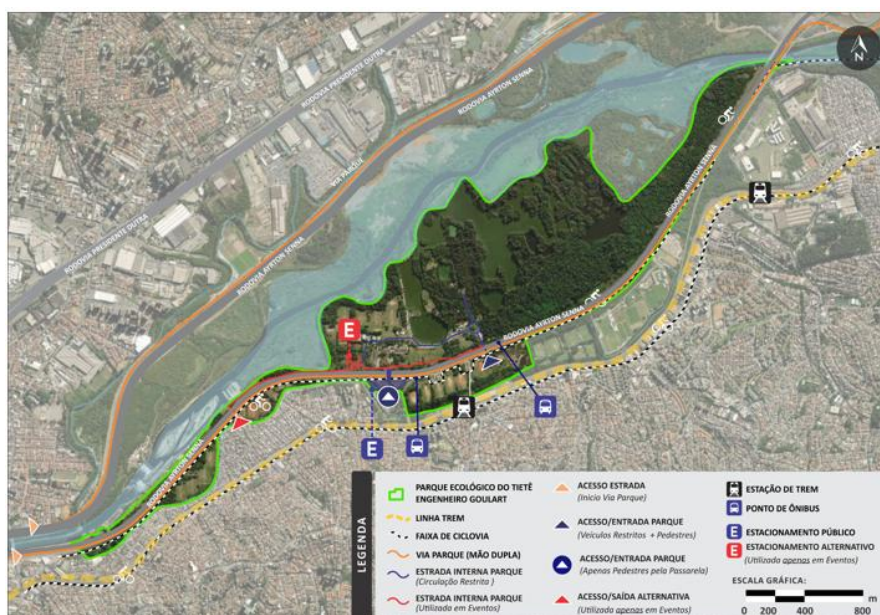 RODOVIA PRESIDENTE DUTRA
RODOVIA AYRTON SENNA
VIA PARQUE
RODOVIA PRESIDENTE DUTRA
RODOVIA AYRTON SENNA
RODOVIA AYRTON SENNA
RODOVIA AYRTON SENNA
RODOVIA AYRTON SENNA
N
E
E
LEGENDA
PARQUE ECOLÓGICO DO TIETÊ
ENGENHEIRO GOULART
LINHA TREM
FAIXA DE CICLOVIA
VIA PARQUE (MÃO DUPLA)
ESTRADA INTERNA PARQUE
(Circulação Restrita )
ESTRADA INTERNA PARQUE
(Utilizada em Eventos)
ACESSO ESTRADA
(Início Via Parque)
ACESSO/ENTRADA PARQUE
(Veículos Restritos + Pedestres)
ACESSO/ENTRADA PARQUE
(Apenas Pedestres pela Passarela)
ACESSO/SAÍDA ALTERNATIVA
(Utilizada apenas em Eventos)
ESTAÇÃO DE TREM
PONTO DE ÔNIBUS
E ESTACIONAMENTO PÚBLICO
E ESTACIONAMENTO ALTERNATIVO
(Utilizada apenas em Eventos)
ESCALA GRÁFICA:
0 200 400 800 m